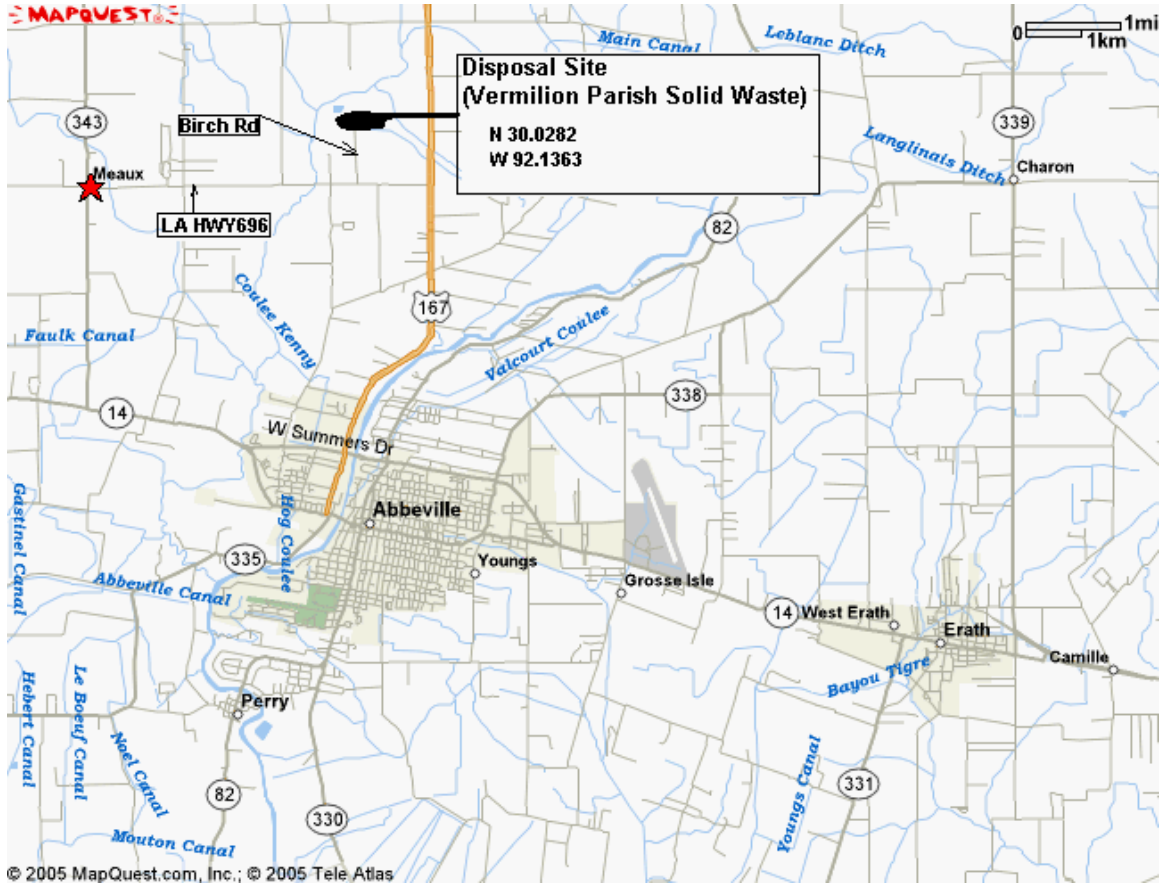 MAPQUEST®
0 1mi
1km
Main Canal
Leblanc Ditch
Disposal Site
(Vermilion Parish Solid Waste)
N 30.0282
W 92.1363
343
Birch Rd
339
Langlinais Ditch
Meaux
Charon
LA HWY696
82
Coulee Kenny
167
Faulk Canal
Valcourt Coulee
14
338
W Summers Dr
Gastinel Canal
Hog Coulee
Abbeville
335
Youngs
Abbeville Canal
Grosse Isle
14
West Erath
Erath
Camille
Hebert Canal
Le Boeuf Canal
Bayou Tigre
Perry
Noel Canal
Youngs Canal
82
330
331
Mouton Canal
© 2005 MapQuest.com, Inc.; © 2005 Tele Atlas